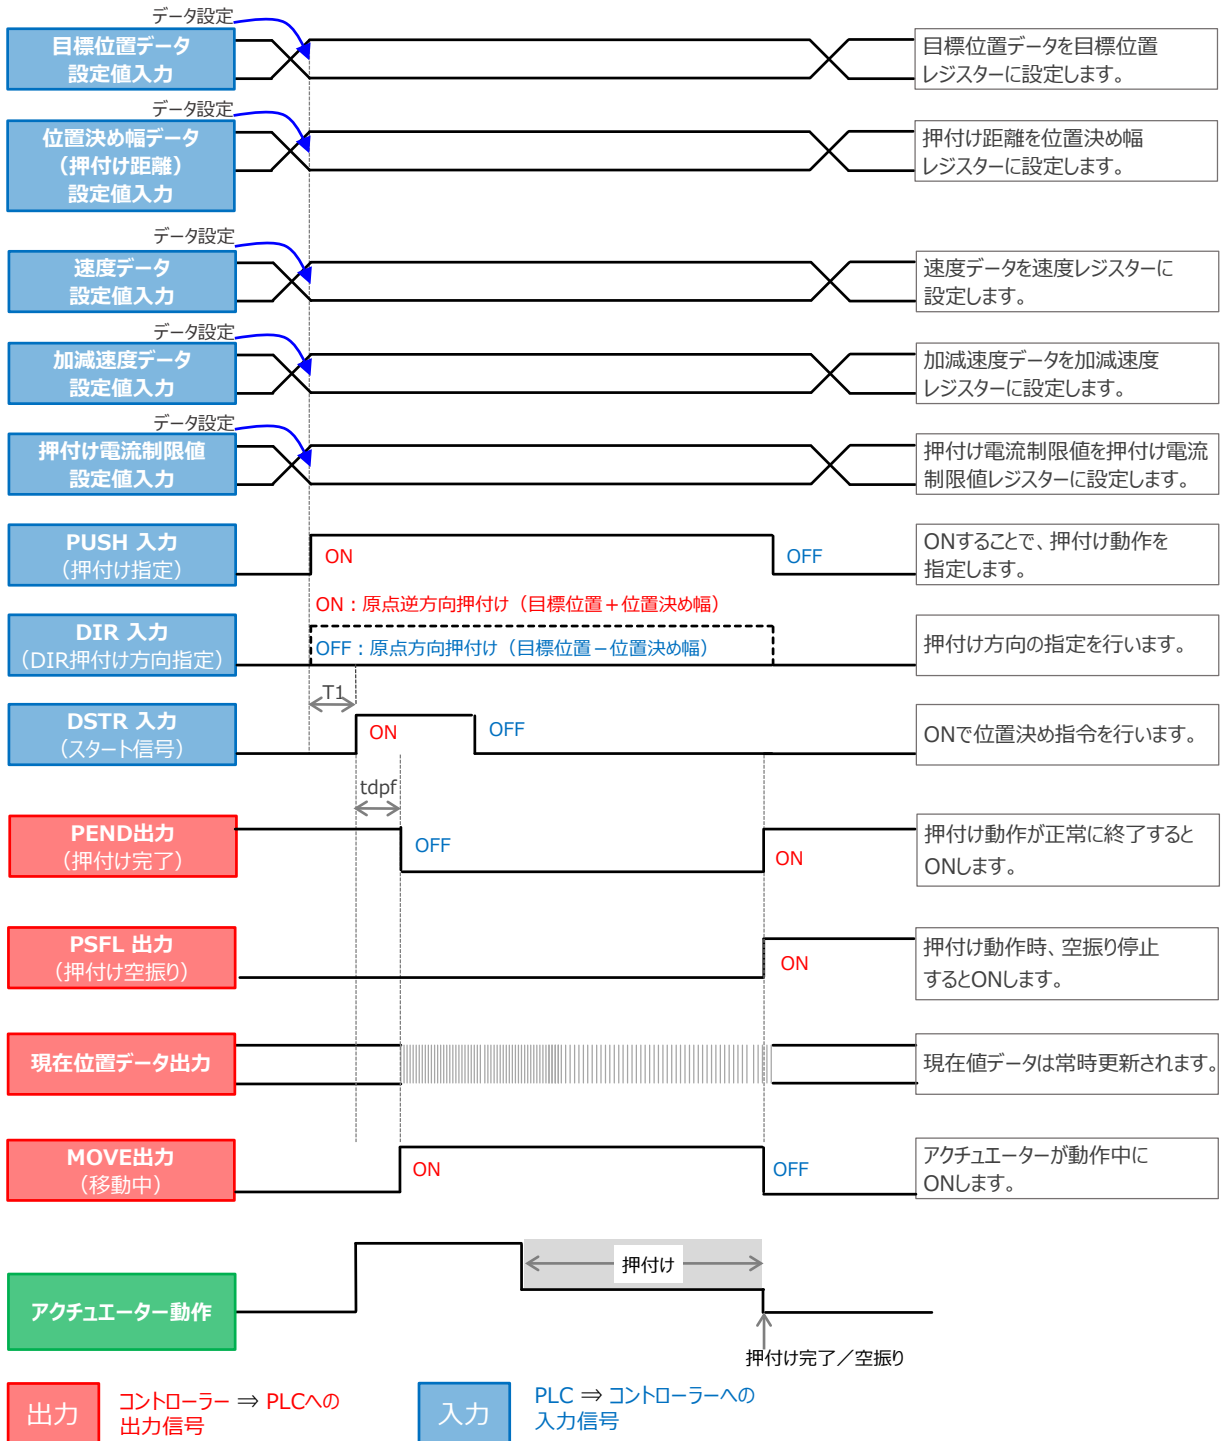 データ設定
目標位置データ
設定値入力
目標位置データを目標位置
レジスターに設定します。
データ設定
位置決め幅データ
（押付け距離）
設定値入力
押付け距離を位置決め幅
レジスターに設定します。
データ設定
速度データ
設定値入力
速度データを速度レジスターに
設定します。
データ設定
加減速度データ
設定値入力
加減速度データを加減速度
レジスターに設定します。
データ設定
押付け電流制限値
設定値入力
押付け電流制限値を押付け電流
制限値レジスターに設定します。
PUSH 入力
（押付け指定）
ON
OFF
ONすることで、押付け動作を
指定します。
ON：原点逆方向押付け（目標位置＋位置決め幅）
DIR 入力
（DIR押付け方向指定）
OFF：原点方向押付け（目標位置－位置決め幅）
押付け方向の指定を行います。
T1
DSTR 入力
（スタート信号）
ON
OFF
ONで位置決め指令を行います。
tdpf
PEND出力
（押付け完了）
OFF
ON
押付け動作が正常に終了すると
ONします。
PSFL 出力
（押付け空振り）
ON
押付け動作時、空振り停止
するとONします。
現在位置データ出力
現在値データは常時更新されます。
MOVE出力
（移動中）
ON
OFF
アクチュエーターが動作中に
ONします。
押付け
アクチュエーター動作
押付け完了／空振り
出力
コントローラー ⇒ PLCへの
出力信号
入力
PLC ⇒ コントローラーへの
入力信号